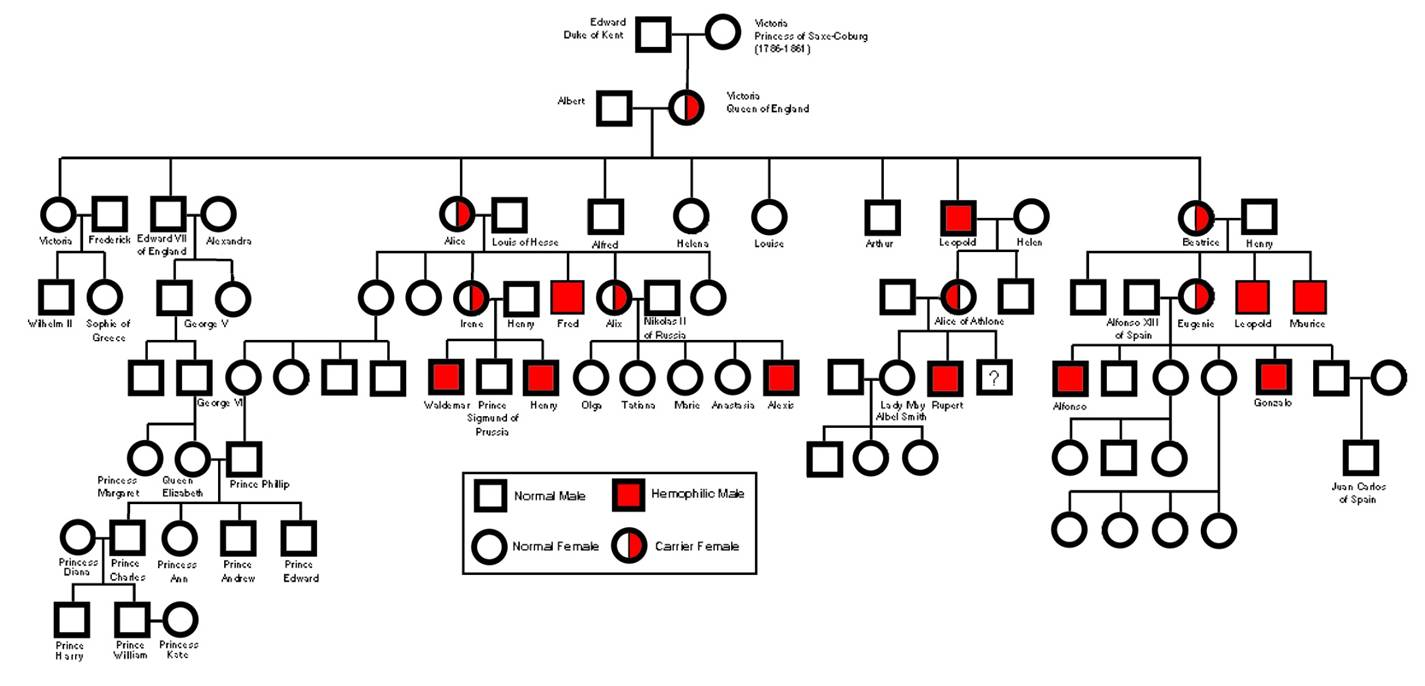 Edward
Duke of Kent
Victoria
Princess of Saxe-Coburg
(1786-1861)
Albert
Victoria
Queen of England
Victoria
Frederick
Edward VII
of England
Alexandra
Alice
Louis of Hesse
Alfred
Helena
Louise
Arthur
Leopold
Helen
Beatrice
Henry
Wilhelm II
Sophie of
Greece
George V
Irene
Henry
Fred
Alix
Nikolas II
of Russia
Alice of Athlone
Alfonso XIII
of Spain
Eugenie
Leopold
Maurice
George VI
Waldemar
Prince
Sigmund of
Prussia
Henry
Olga
Tatiana
Marie
Anastasia
Alexis
Lady May
Abel Smith
Rupert
?
Alfonso
Gonzalo
Princess
Margaret
Queen
Elizabeth
Prince Phillip
Juan Carlos
of Spain
Normal Male
Hemophilic Male
Normal Female
Carrier Female
Princess
Diana
Prince
Charles
Princess
Ann
Prince
Andrew
Prince
Edward
Prince
Harry
Prince
William
Princess
Kate